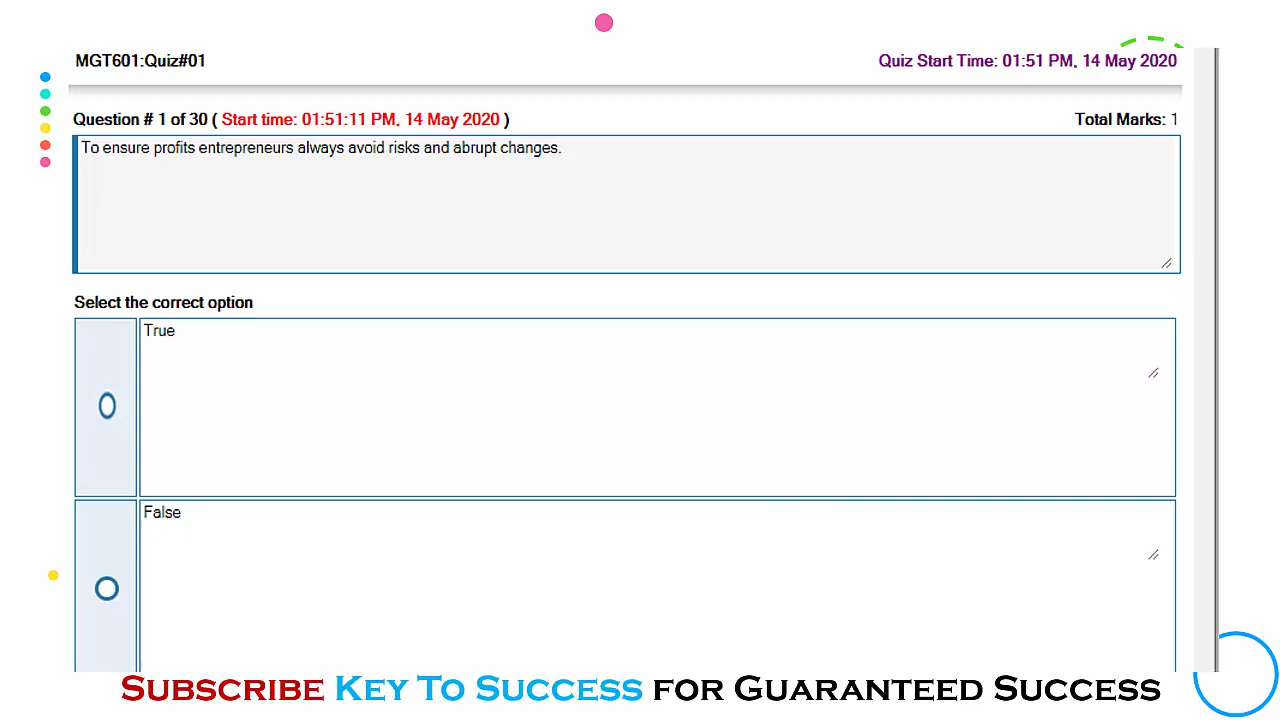 MGT601:Quiz#01
Quiz Start Time: 01:51 PM, 14 May 2020
Question # 1 of 30 ( Start time: 01:51:11 PM, 14 May 2020 )
Total Marks: 1
To ensure profits entrepreneurs always avoid risks and abrupt changes.
Select the correct option
True
False
SUBSCRIBE KEY TO SUCCESS FOR GUARANTEED SUCCESS